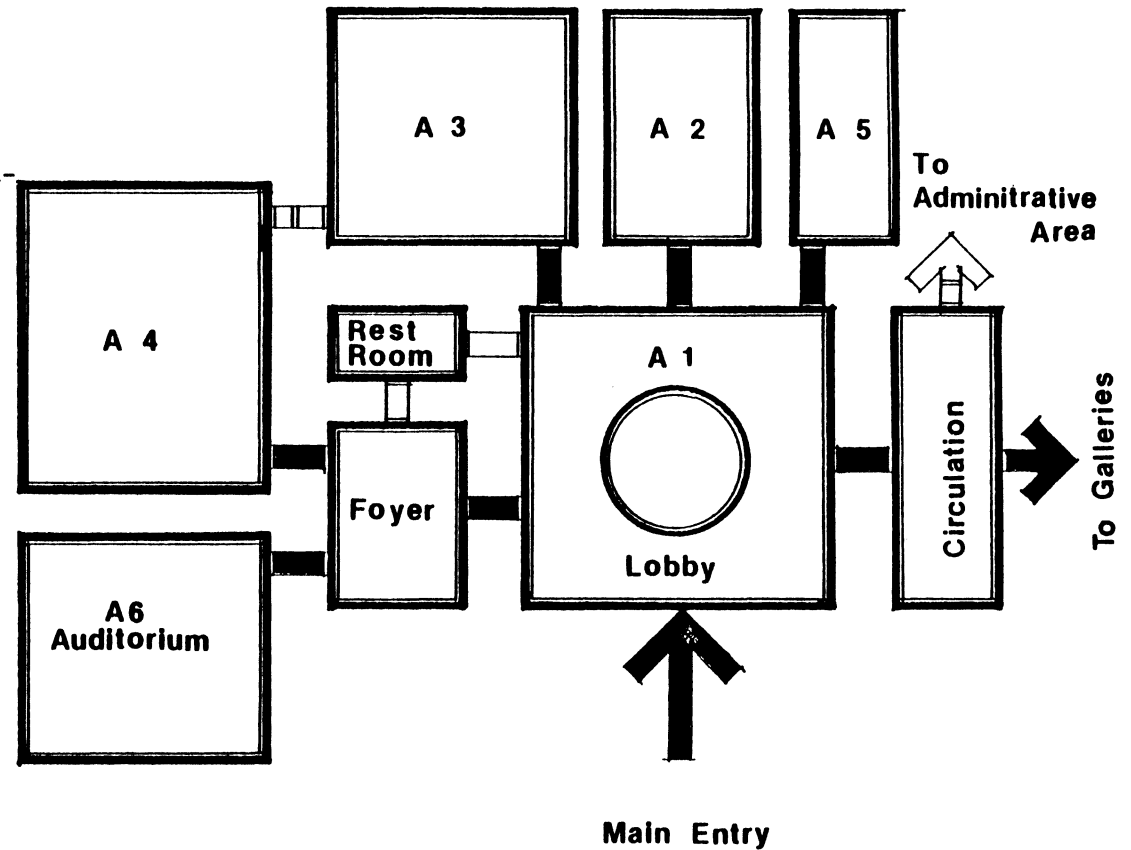 A 3
A 2
A 5
To
Adminitrative
Area
A 4
Rest
Room
A 1
Foyer
Lobby
Circulation
To Galleries
A6
Auditorium
Main Entry